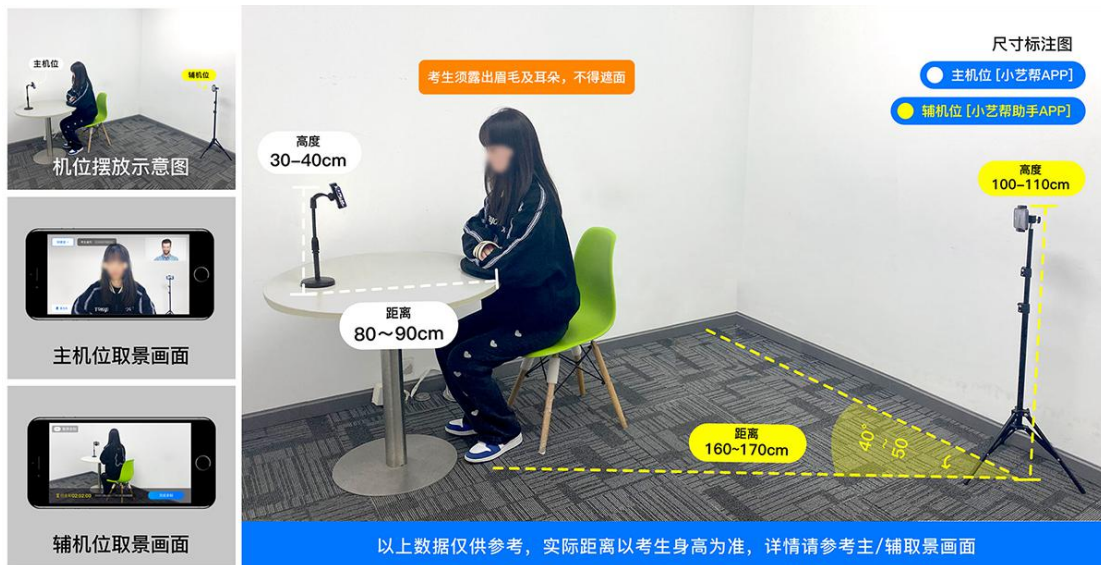 主机位
辅机位
机位摆放示意图
主机位取景画面
02:02:00
辅机位取景画面
考生须露出眉毛及耳朵，不得遮面
尺寸标注图
主机位 [小艺帮APP]
辅机位 [小艺帮助手APP]
高度
30-40cm
高度
100-110cm
距离
80～90cm
距离
160~170cm
40°
~
50
以上数据仅供参考，实际距离以考生身高为准，详情请参考主/辅取景画面